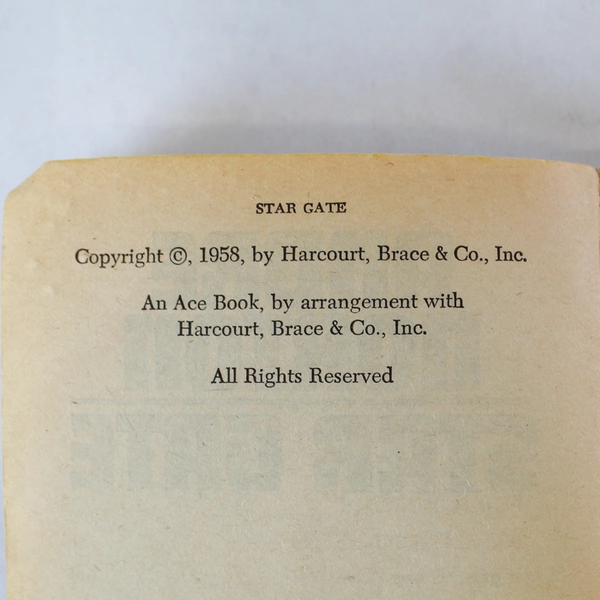 STAR GATE
Copyright ©, 1958, by Harcourt, Brace & Co., Inc.
An Ace Book, by arrangement with
Harcourt, Brace & Co., Inc.
All Rights Reserved